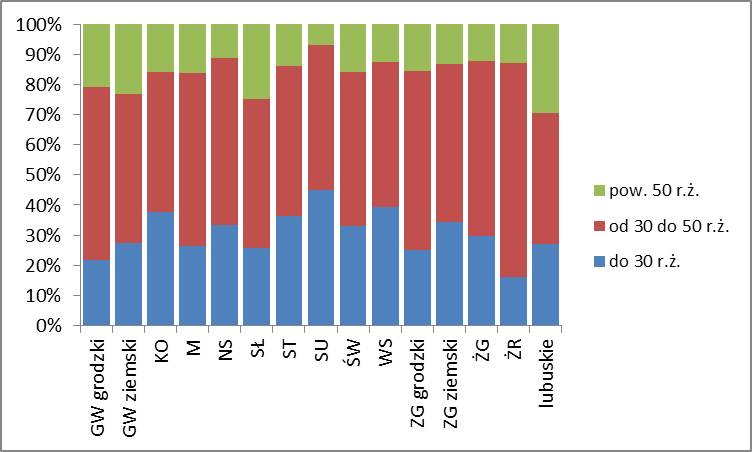 100%
90%
80%
70%
60%
50%
40%
30%
20%
10%
0%
GW grodzki
GW ziemski
KO
M
NS
SŁ
ST
SU
ŚW
WS
ZG grodzki
ZG ziemski
ŻG
ŻR
lubuskie
pow. 50 r.ż.
od 30 do 50 r.ż.
do 30 r.ż.